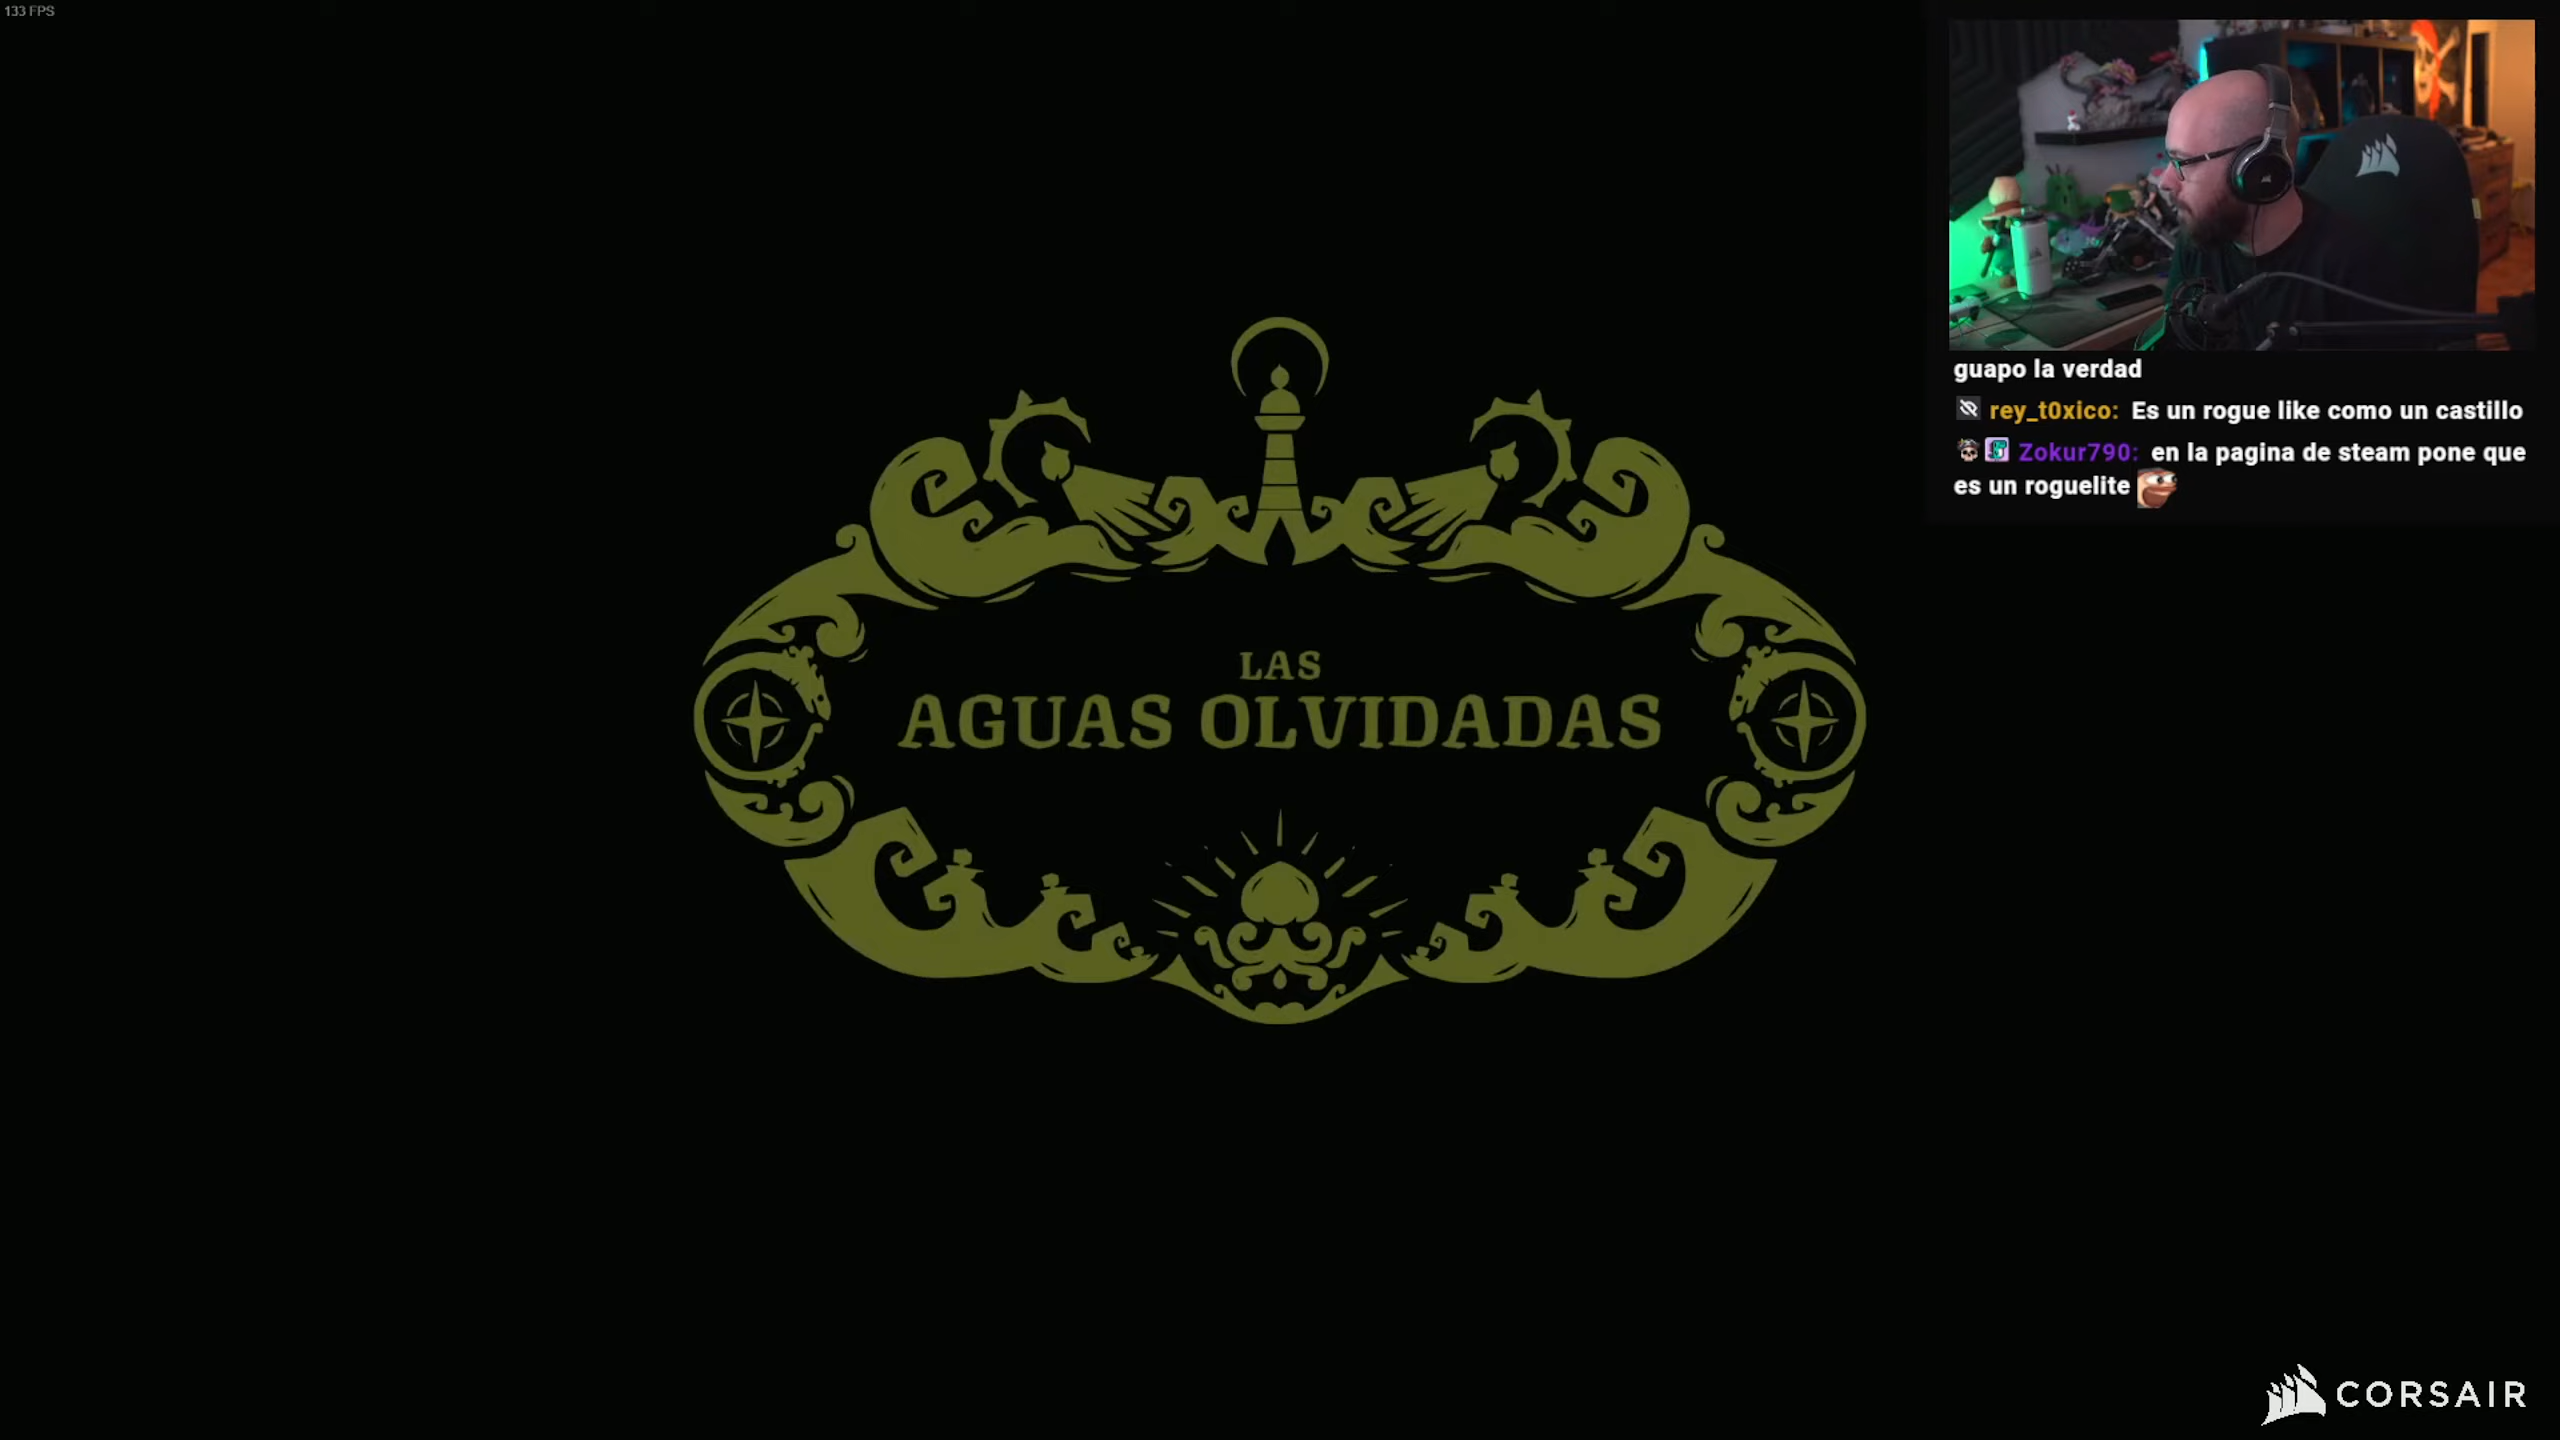 133 FPS
guapo la verdad
rey_t0xico: Es un rogue like como un castillo
Zokur790: en la pagina de steam pone que
es un roguelite
LAS
AGUAS OLVIDADAS
CORSAIR